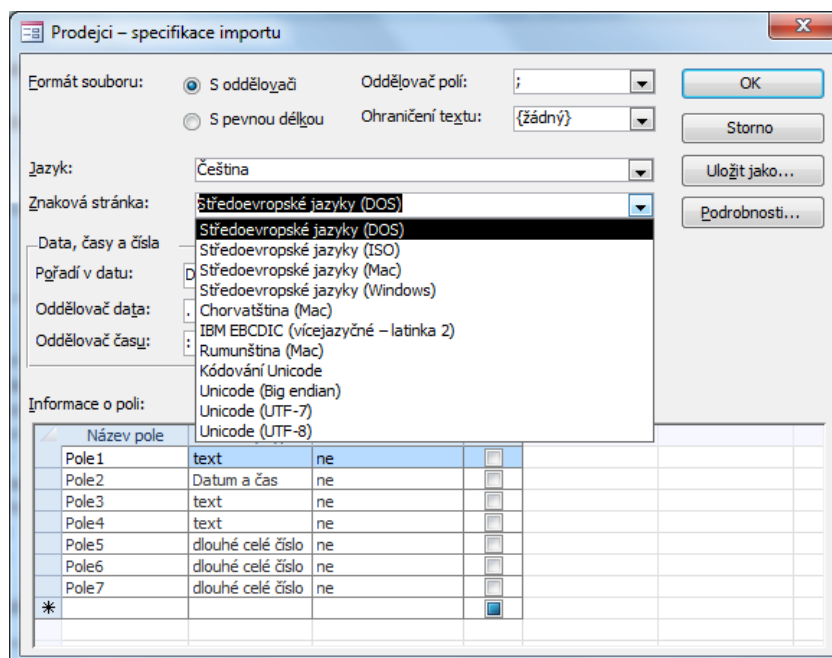 Prodejci – specifikace importu
x
Formát souboru: S oddělovači Oddělovač polí: ; OK
S pevnou délkou Ohraničení textu: {žádný} Storno
Jazyk: Čeština Uložit jako...
Znaková stránka: Středoevropské jazyky (DOS) Podrobnosti...
Středoevropské jazyky (DOS)
Data, časy a čísla Středoevropské jazyky (ISO)
Pořadí v datu: D Středoevropské jazyky (Mac)
Středoevropské jazyky (Windows)
Oddělovač data: . Chorvatština (Mac)
IBM EBCDIC (vícejazyčné – latinka 2)
Oddělovač času: : Rumunština (Mac)
Kódování Unicode
Unicode (Big endian)
Informace o poli: Unicode (UTF-7)
Unicode (UTF-8)
Název pole
Pole1 text ne
Pole2 Datum a čas ne
Pole3 text ne
Pole4 text ne
Pole5 dlouhé celé číslo ne
Pole6 dlouhé celé číslo ne
Pole7 dlouhé celé číslo ne
*